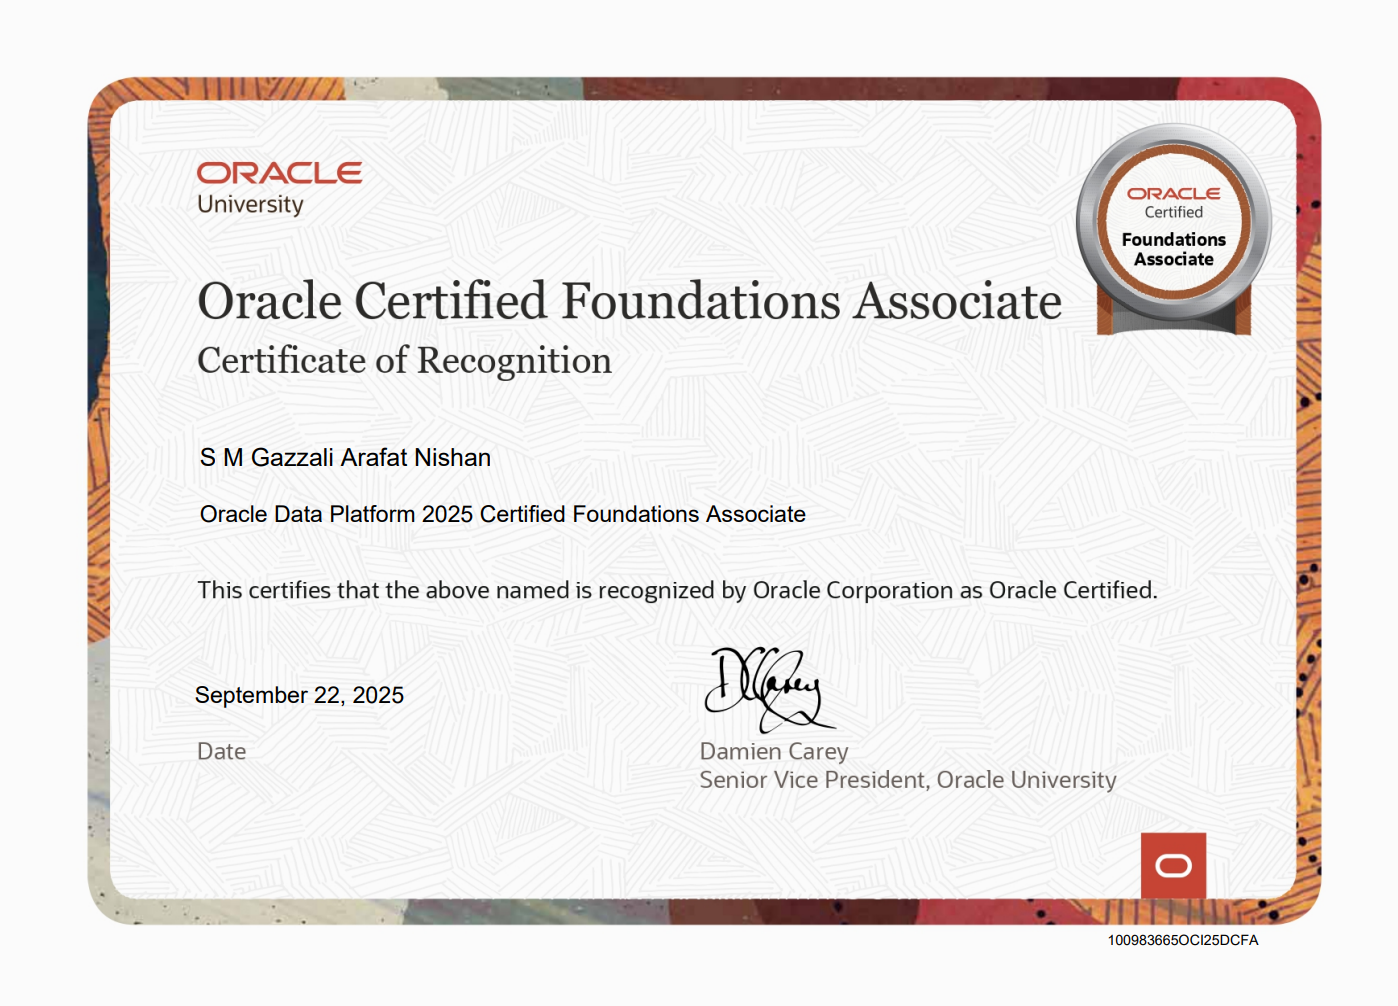 ORACLE
University
ORACLE
Certified
Foundations
Associate
Oracle Certified Foundations Associate
Certificate of Recognition
S M Gazzali Arafat Nishan
Oracle Data Platform 2025 Certified Foundations Associate
This certifies that the above named is recognized by Oracle Corporation as Oracle Certified.
DCarey
September 22, 2025
Date
Damien Carey
Senior Vice President, Oracle University
100983665OCI25DCFA